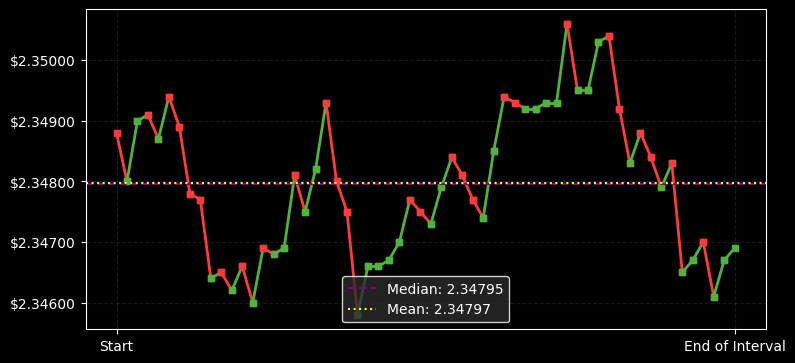 $2.35000
$2.34900
$2.34800
$2.34700
$2.34600
Median: 2.34795
Mean: 2.34797
Start
End of Interval